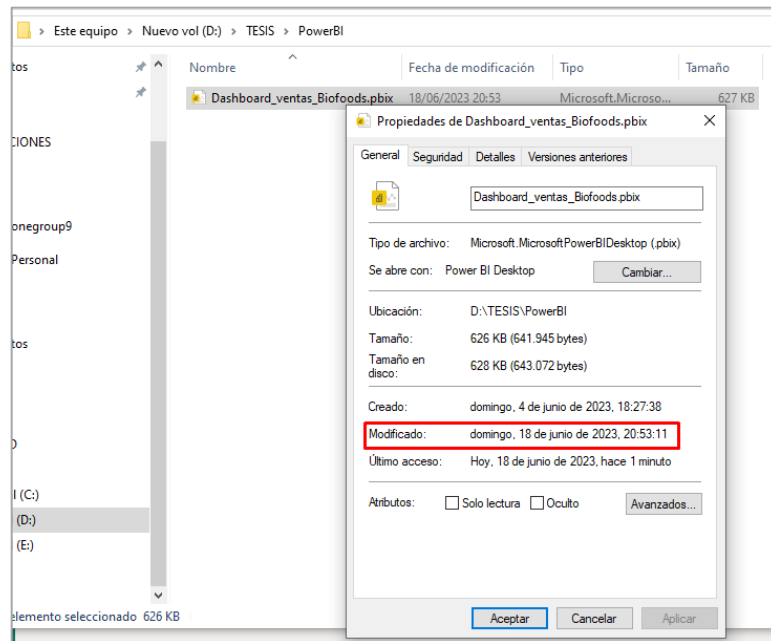 Este equipo > Nuevo vol (D:) > TESIS > PowerBI
tos
Nombre Fecha de modificación Tipo Tamaño
Dashboard_ventas_Biofoods.pbix 18/06/2023 20:53 Microsoft.Microso... 627 KB
Propiedades de Dashboard_ventas_Biofoods.pbix
CIONES
General Seguridad Detalles Versiones anteriores
Dashboard_ventas_Biofoods.pbix
onegroup9
Tipo de archivo: Microsoft.MicrosoftPowerBIDesktop (.pbix)
Personal
Se abre con: Power BI Desktop Cambiar...
Ubicación: D:\TESIS\PowerBI
tos
Tamaño: 626 KB (641.945 bytes)
Tamaño en
disco: 628 KB (643.072 bytes)
Creado: domingo, 4 de junio de 2023, 18:27:38
Modificado: domingo, 18 de junio de 2023, 20:53:11
Último acceso: Hoy, 18 de junio de 2023, hace 1 minuto
l (C:)
Atributos: Solo lectura Oculto Avanzados...
(D:)
(E:)
elemento seleccionado 626 KB
Aceptar Cancelar Aplicar